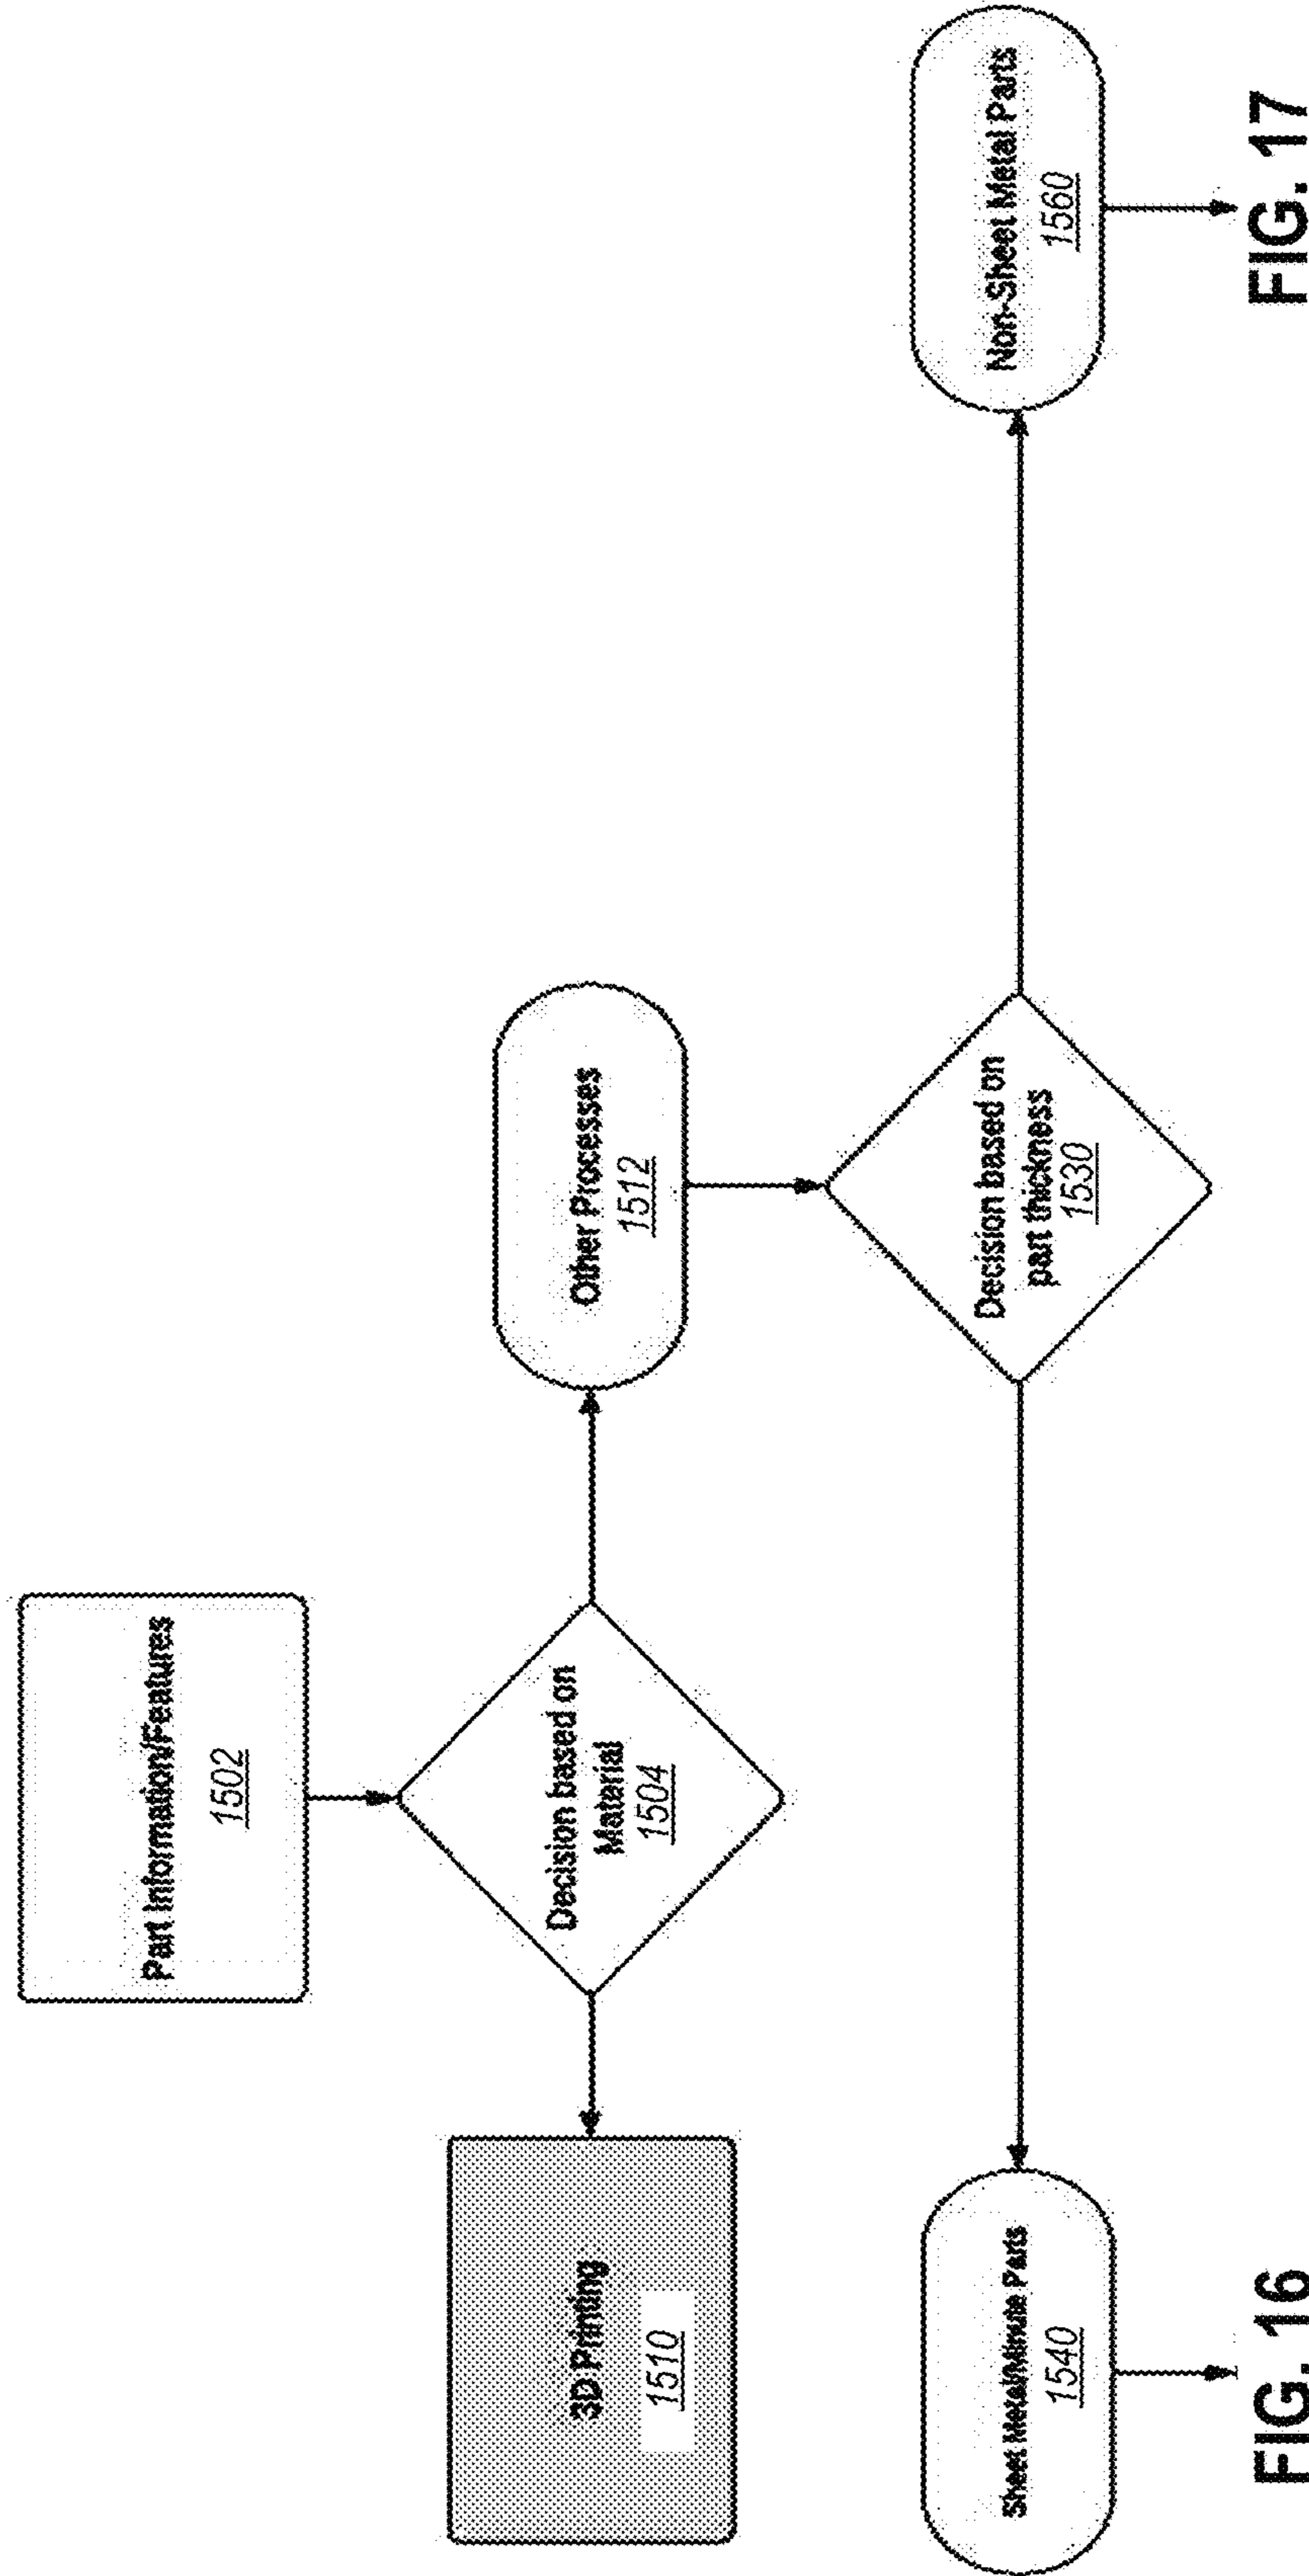 Part Information/Features
1502
Decision based on
Material
1504
3D Printing
1510
Other Processes
1512
Decision based on
part thickness
1530
Sheet Metal/Minute Parts
1540
Non-Sheet Metal Parts
1560
FIG. 16
FIG. 17